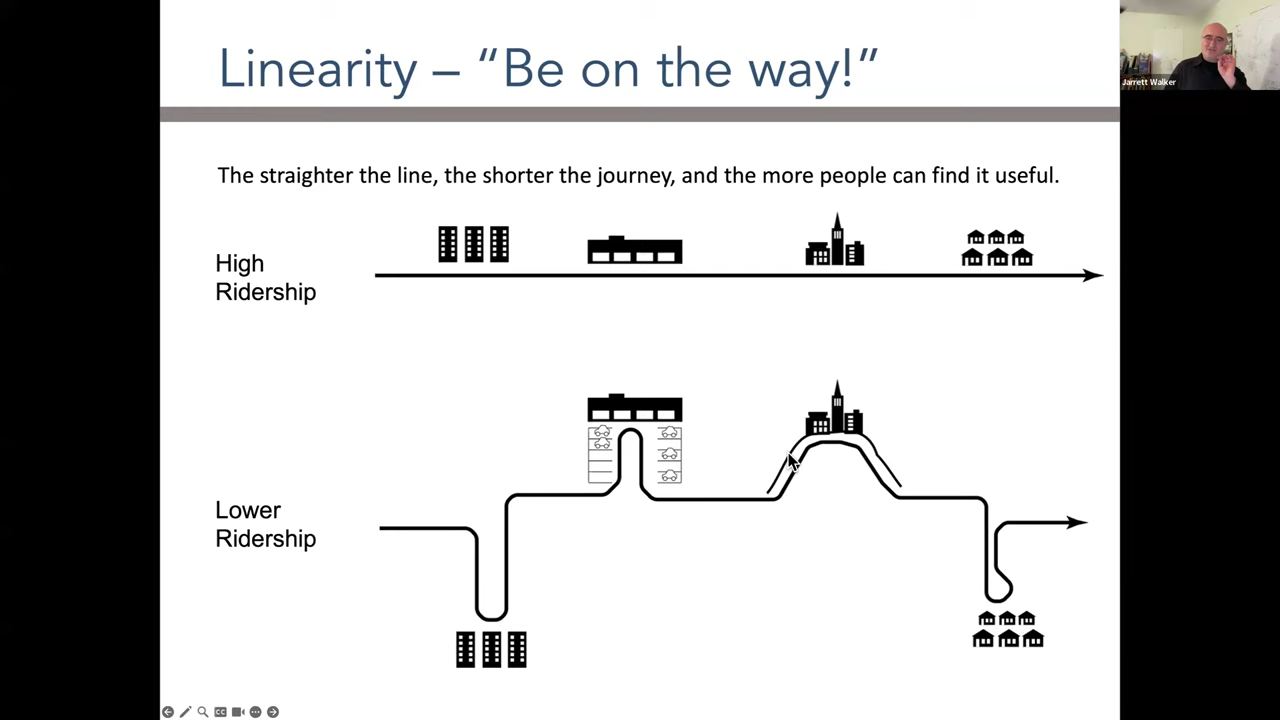 Linearity – “Be on the way!”
Jarrett Walker
The straighter the line, the shorter the journey, and the more people can find it useful.
High
Ridership
Lower
Ridership
CC